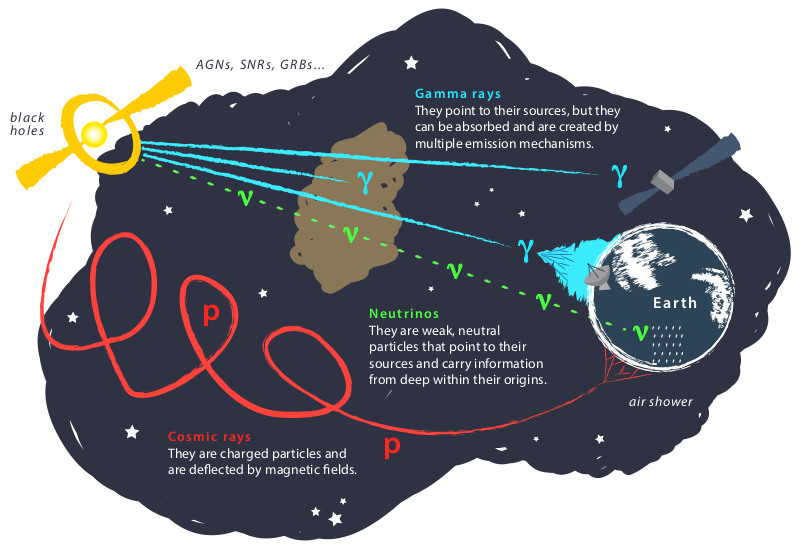 AGNs, SNRs, GRBs...
black
holes
Gamma rays
They point to their sources, but they
can be absorbed and are created by
multiple emission mechanisms.
γ
γ
γ
ν
ν
ν
ν
ν
Earth
p
Neutrinos
They are weak, neutral
particles that point to their
sources and carry information
from deep within their origins.
air shower
p
Cosmic rays
They are charged particles and
are deflected by magnetic fields.